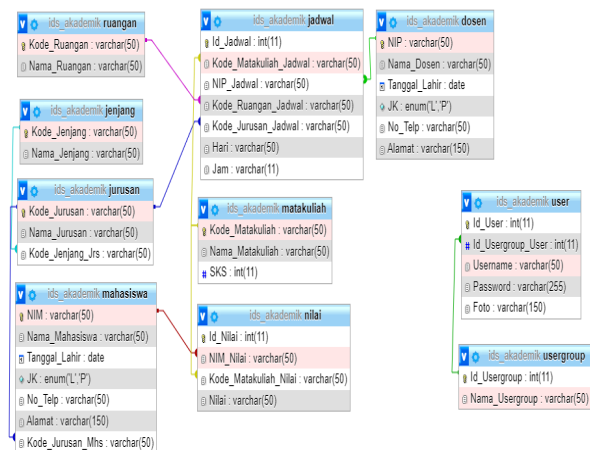 ids_akademik ruangan
Kode_Ruangan : varchar(50)
Nama_Ruangan : varchar(50)
ids_akademik jenjang
Kode_Jenjang : varchar(50)
Nama_Jenjang : varchar(50)
ids_akademik jurusan
Kode_Jurusan : varchar(50)
Nama_Jurusan : varchar(50)
Kode_Jenjang_Jrs : varchar(50)
ids_akademik mahasiswa
NIM : varchar(50)
Nama_Mahasiswa : varchar(50)
Tanggal_Lahir : date
JK : enum('L','P')
No_Telp : varchar(50)
Alamat : varchar(150)
Kode_Jurusan_Mhs : varchar(50)
ids_akademik jadwal
Id_Jadwal : int(11)
Kode_Matakuliah_Jadwal : varchar(50)
NIP_Jadwal : varchar(50)
Kode_Ruangan_Jadwal : varchar(50)
Kode_Jurusan_Jadwal : varchar(50)
Hari : varchar(50)
Jam : varchar(11)
ids_akademik matakuliah
Kode_Matakuliah : varchar(50)
Nama_Matakuliah : varchar(50)
# SKS : int(11)
ids_akademik nilai
Id_Nilai : int(11)
NIM_Nilai : varchar(50)
Kode_Matakuliah_Nilai : varchar(50)
Nilai : varchar(50)
ids_akademik dosen
NIP : varchar(50)
Nama_Dosen : varchar(50)
Tanggal_Lahir : date
JK : enum('L','P')
No_Telp : varchar(50)
Alamat : varchar(150)
ids_akademik user
Id_User : int(11)
# Id_Usergroup_User : int(11)
Username : varchar(50)
Password : varchar(255)
Foto : varchar(150)
ids_akademik usergroup
Id_Usergroup : int(11)
Nama_Usergroup : varchar(50)